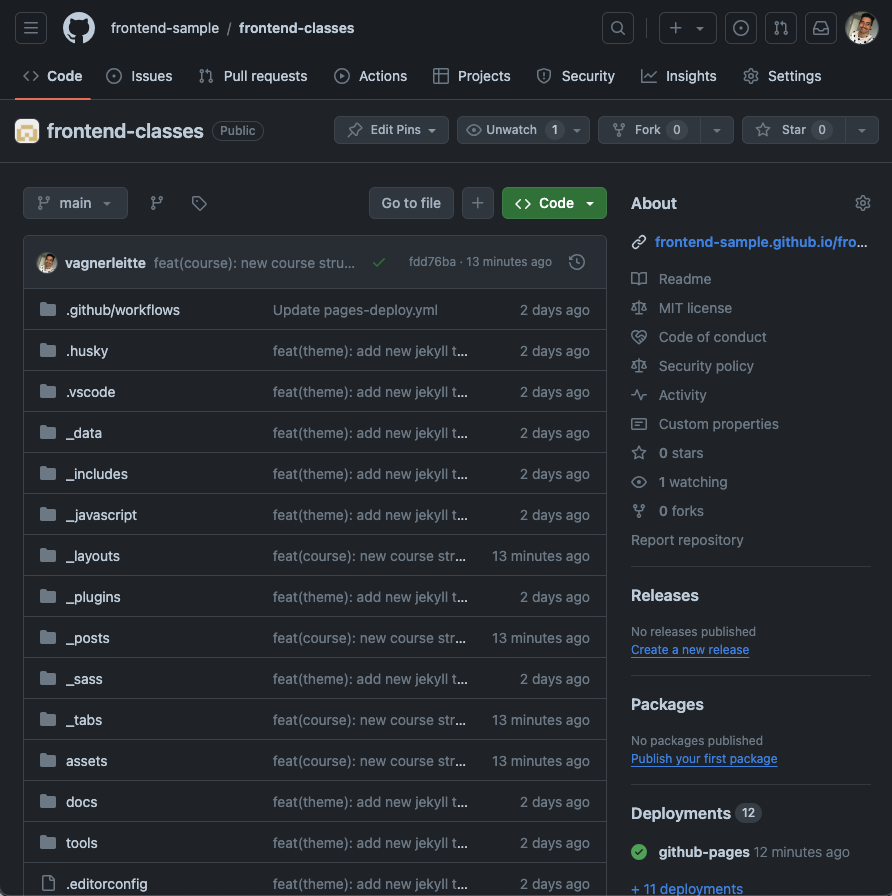 frontend-sample / frontend-classes
Code Issues Pull requests Actions Projects Security Insights Settings
frontend-classes Public Edit Pins Unwatch 1 Fork 0 Star 0
main Go to file Code
vagnerleitte feat(course): new course stru... fdd76ba · 13 minutes ago
.github/workflows Update pages-deploy.yml 2 days ago
.husky feat(theme): add new jekyll t... 2 days ago
.vscode feat(theme): add new jekyll t... 2 days ago
_data feat(theme): add new jekyll t... 2 days ago
_includes feat(theme): add new jekyll t... 2 days ago
_javascript feat(theme): add new jekyll t... 2 days ago
_layouts feat(course): new course str... 13 minutes ago
_plugins feat(theme): add new jekyll t... 2 days ago
_posts feat(course): new course str... 13 minutes ago
_sass feat(theme): add new jekyll t... 2 days ago
_tabs feat(course): new course str... 13 minutes ago
assets feat(course): new course str... 13 minutes ago
docs feat(theme): add new jekyll t... 2 days ago
tools feat(theme): add new jekyll t... 2 days ago
.editorconfig feat(theme): add new jekyll t... 2 days ago
About
frontend-sample.github.io/fro...
Readme
MIT license
Code of conduct
Security policy
Activity
Custom properties
0 stars
1 watching
0 forks
Report repository
Releases
No releases published
Create a new release
Packages
No packages published
Publish your first package
Deployments 12
github-pages 12 minutes ago
+ 11 deployments